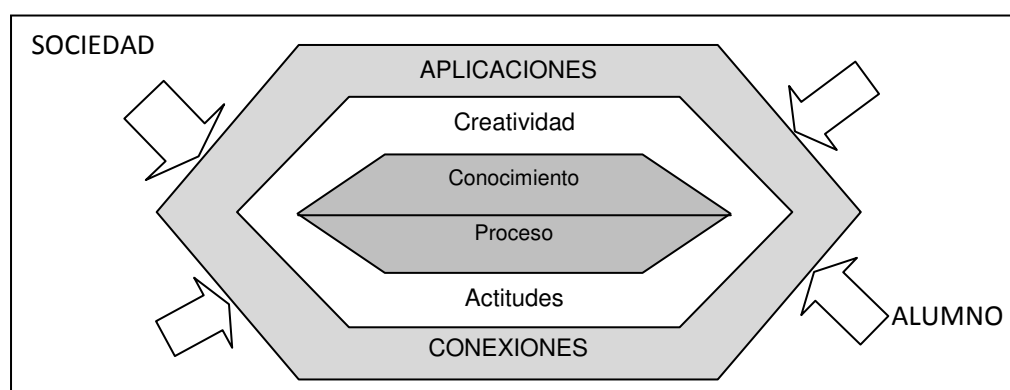 SOCIEDAD
APLICACIONES
Creatividad
Conocimiento
Proceso
Actitudes
ALUMNO
CONEXIONES